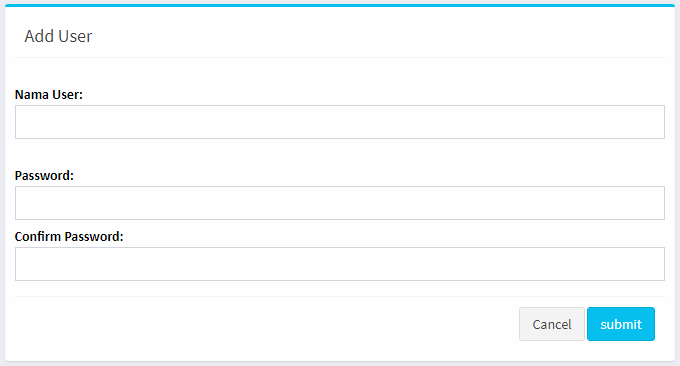 Add User
Nama User:
Password:
Confirm Password:
Cancel submit